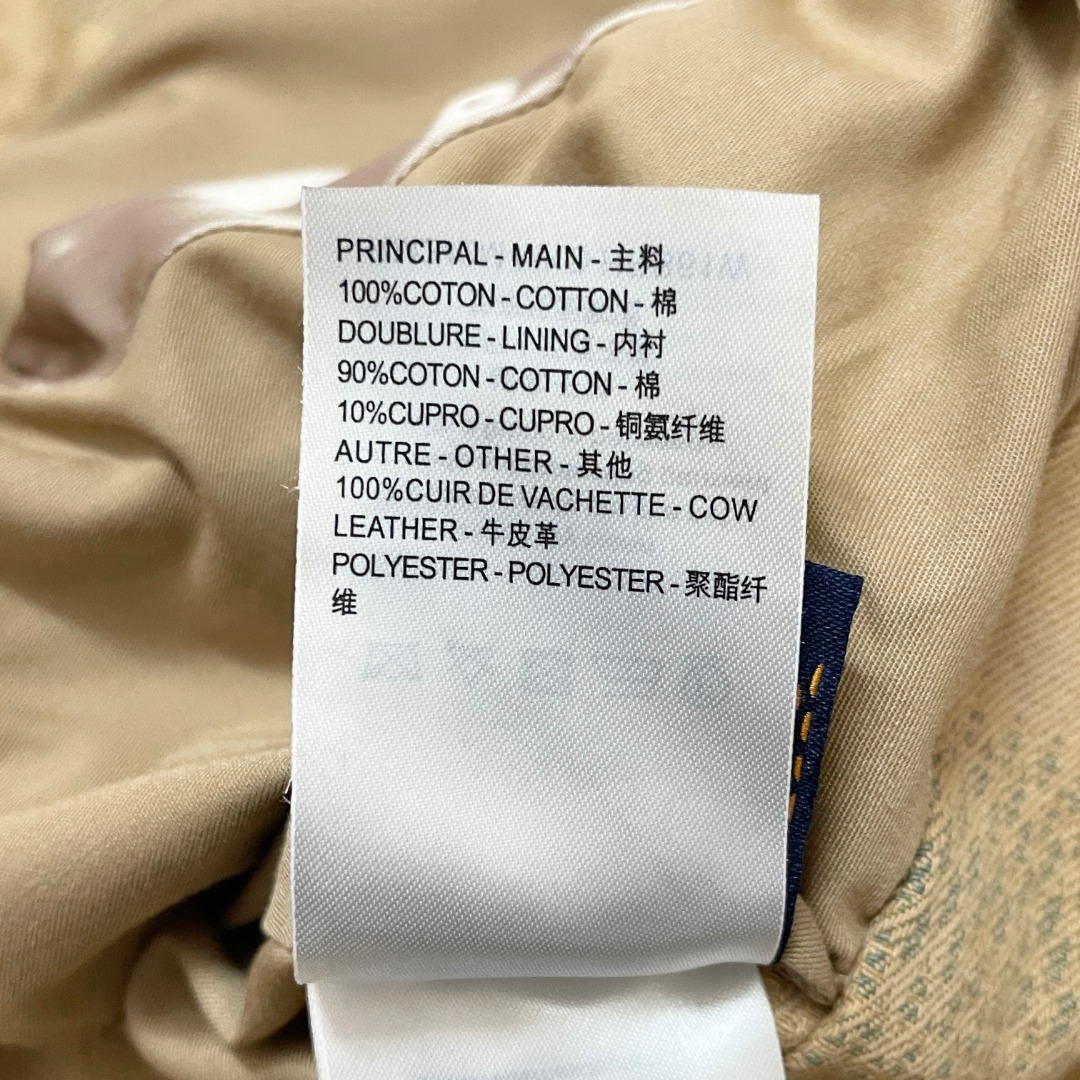 PRINCIPAL - MAIN - 主料
100%COTON - COTTON - 棉
DOUBLURE - LINING - 内衬
90%COTON - COTTON - 棉
10%CUPRO - CUPRO - 铜氨纤维
AUTRE - OTHER - 其他
100%CUIR DE VACHETTE - COW
LEATHER - 牛皮革
POLYESTER - POLYESTER - 聚酯纤
维